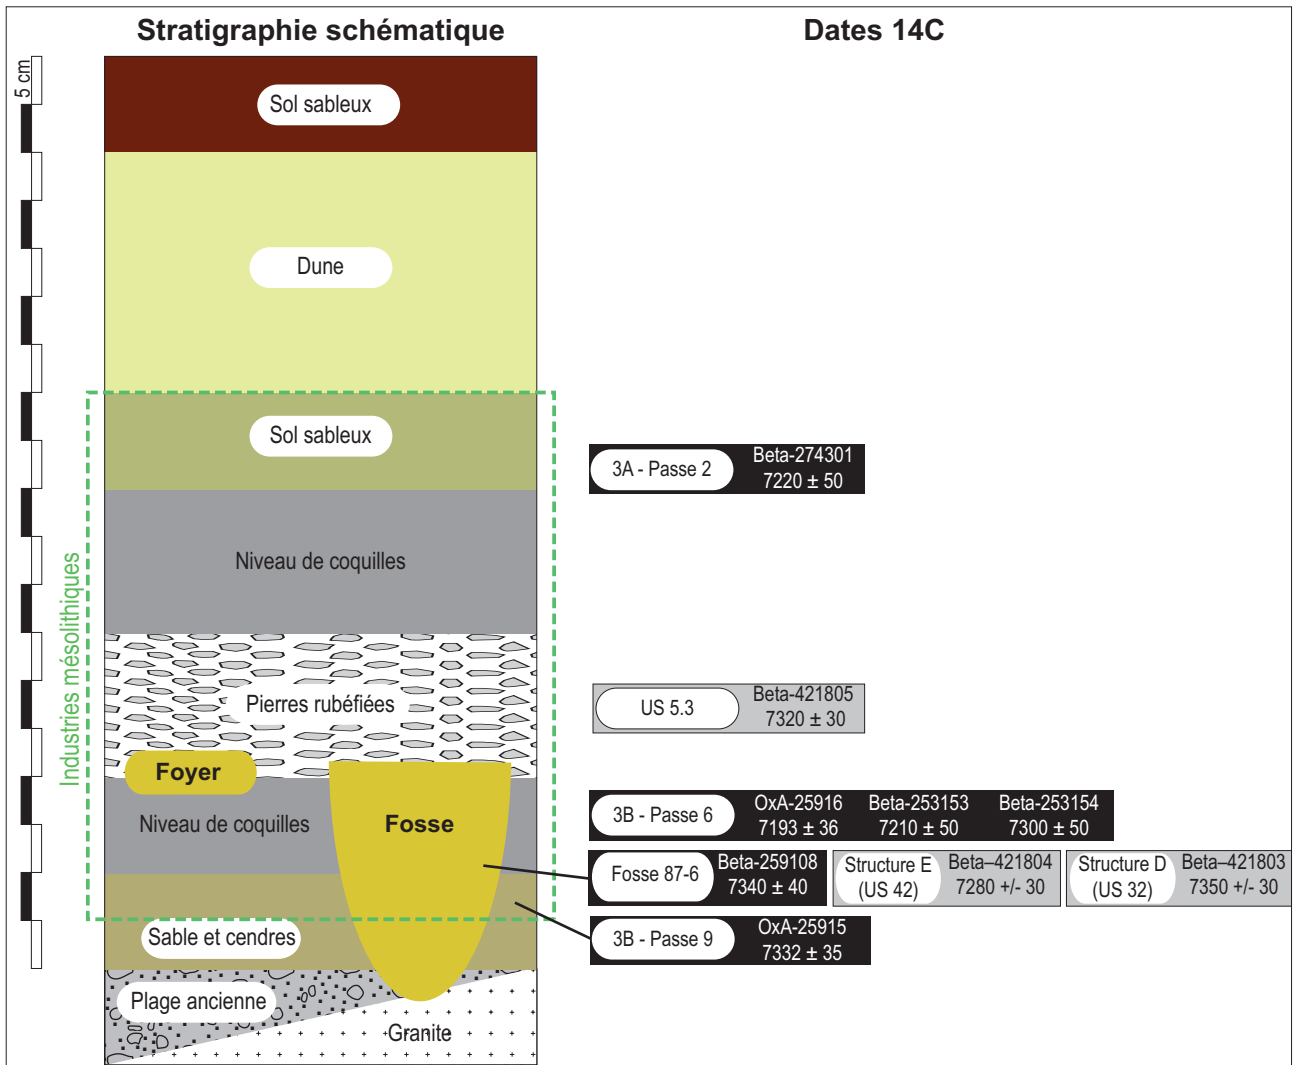 Stratigraphie schématique
Dates 14C
5 cm
Sol sableux
Dune
Sol sableux
3A - Passe 2
Beta-274301
7220 ± 50
Niveau de coquilles
Industries mésolithiques
Pierres rubéfiées
US 5.3
Beta-421805
7320 ± 30
Foyer
Niveau de coquilles
Fosse
3B - Passe 6
OxA-25916
7193 ± 36
Beta-253153
7210 ± 50
Beta-253154
7300 ± 50
Fosse 87-6
Beta-259108
7340 ± 40
Structure E
(US 42)
Beta–421804
7280 +/- 30
Structure D
(US 32)
Beta–421803
7350 +/- 30
Sable et cendres
3B - Passe 9
OxA-25915
7332 ± 35
Plage ancienne
Granite